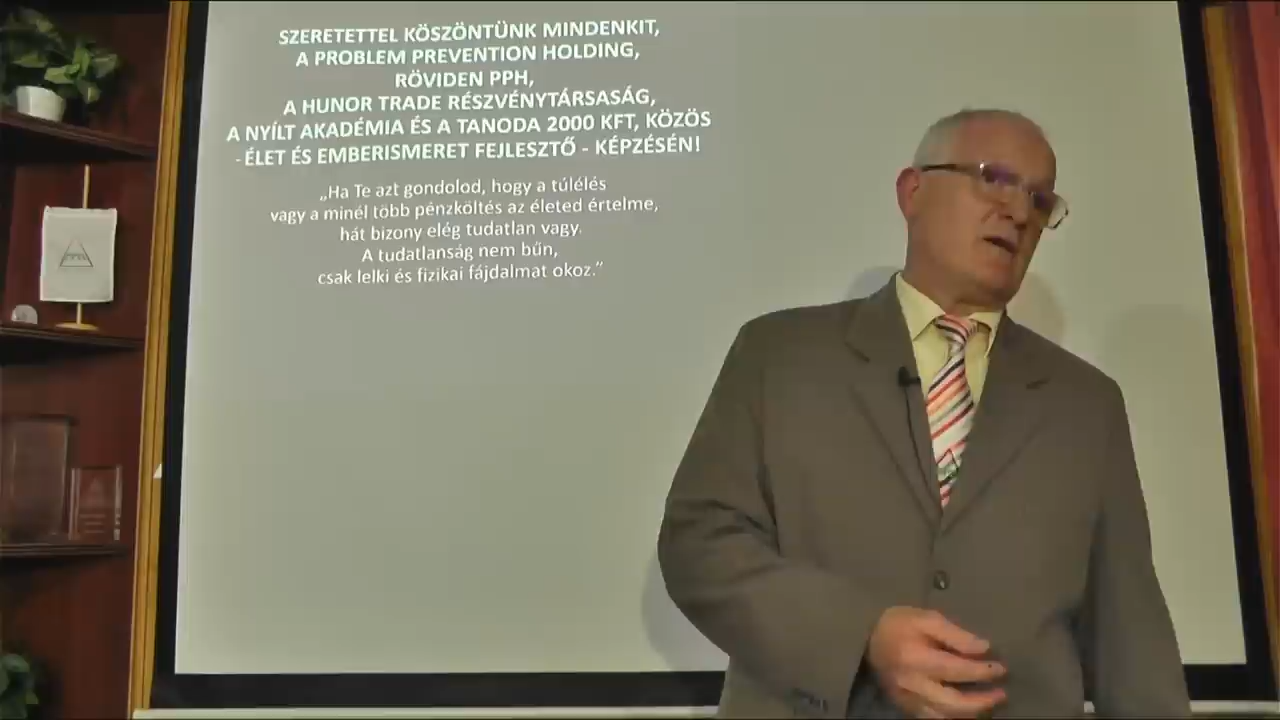 SZERETETTEL KÖSZÖNTÜNK MINDENKIT,
A PROBLEM PREVENTION HOLDING,
RÖVIDEN PPH,
A HUNOR TRADE RÉSZVÉNYTÁRSASÁG,
A NYÍLT AKADÉMIA ÉS A TANODA 2000 KFT, KÖZÖS
- ÉLET ÉS EMBERISMERET FEJLESZTŐ - KÉPZÉSÉN!
„Ha Te azt gondolod, hogy a túlélés
vagy a minél több pénzköltés az életed értelme,
hát bizony elég tudatlan vagy.
A tudatlanság nem bűn,
csak lelki és fizikai fájdalmat okoz.”